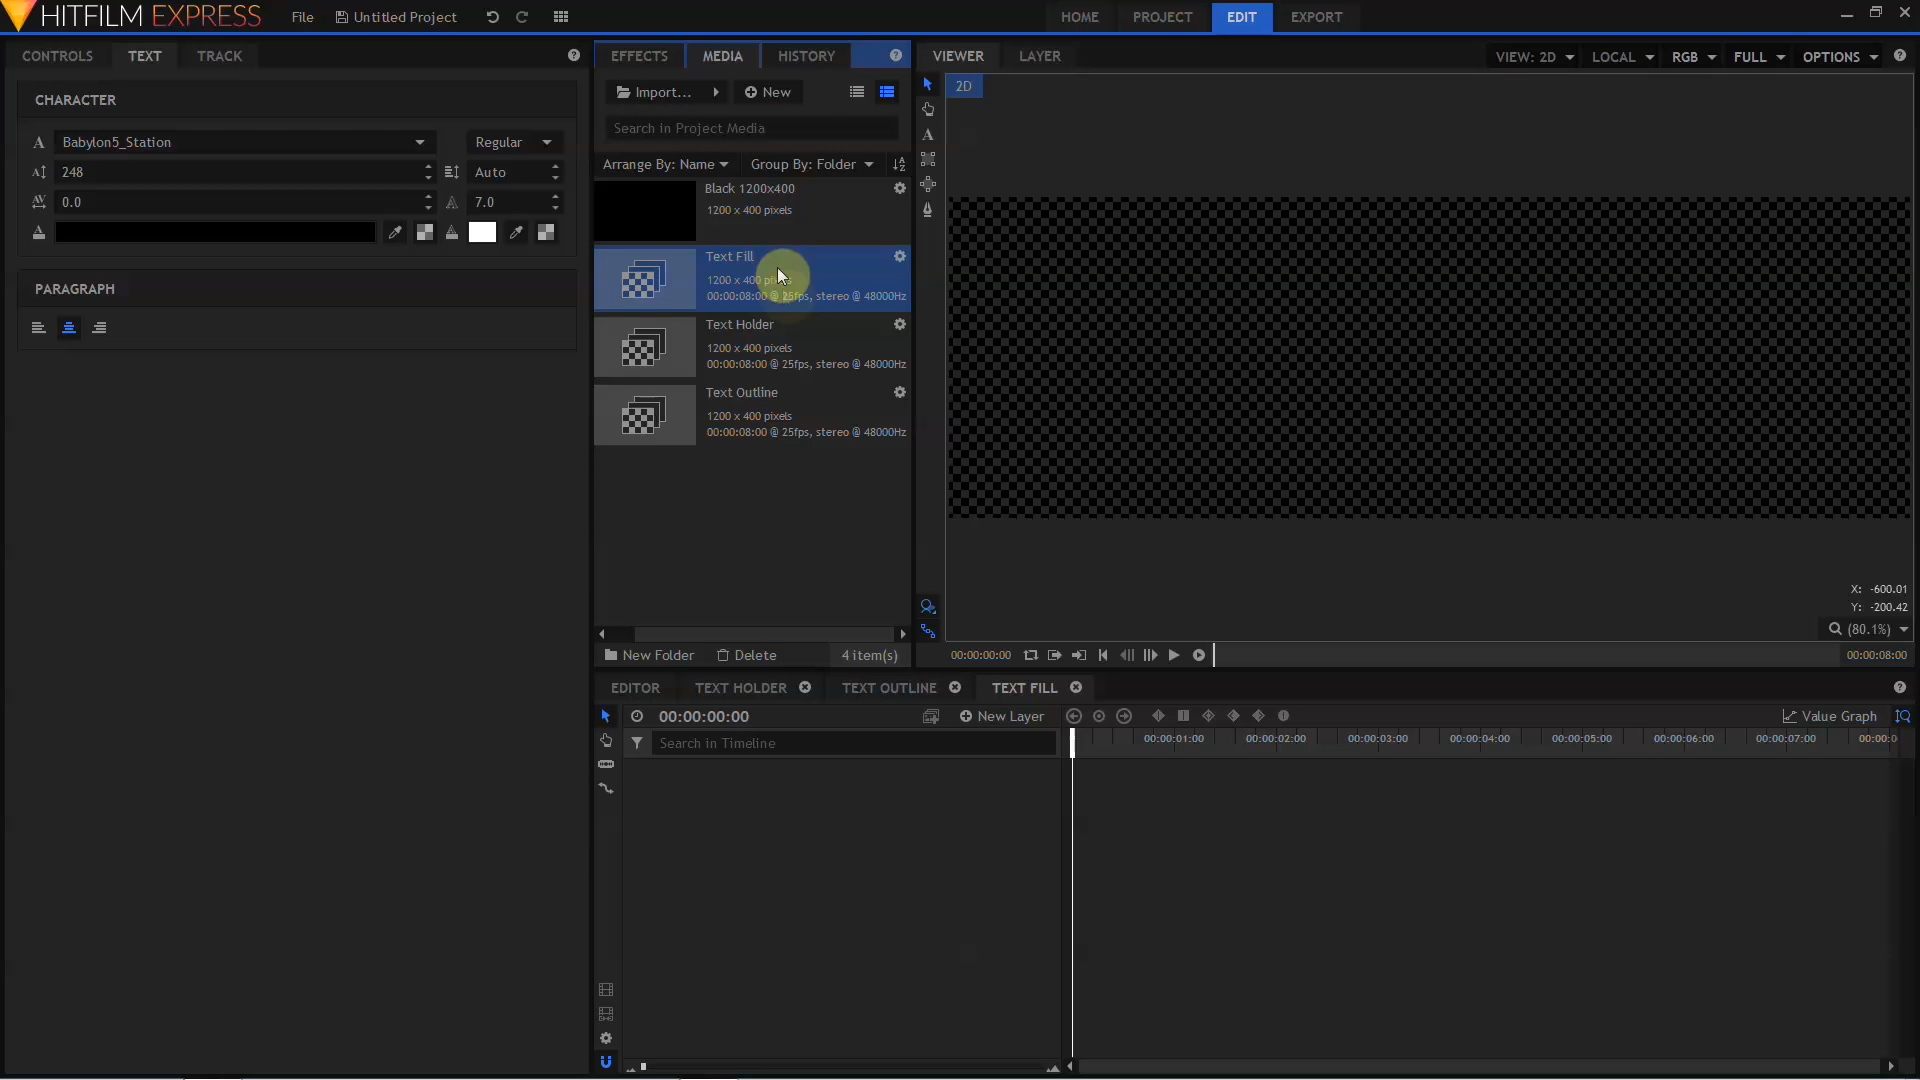 HITFILM EXPRESS File Untitled Project HOME PROJECT EDIT EXPORT
CONTROLS TEXT TRACK
CHARACTER
Babylon5_Station Regular
248 Auto
0.0 7.0
PARAGRAPH
EFFECTS MEDIA HISTORY
Import... New
Search in Project Media
Arrange By: Name Group By: Folder
Black 1200x400
1200 x 400 pixels
Text Fill
1200 x 400 pixels
00:00:08:00 @ 25fps, stereo @ 48000Hz
Text Holder
1200 x 400 pixels
00:00:08:00 @ 25fps, stereo @ 48000Hz
Text Outline
1200 x 400 pixels
00:00:08:00 @ 25fps, stereo @ 48000Hz
New Folder Delete 4 item(s)
VIEWER LAYER VIEW: 2D LOCAL RGB FULL OPTIONS
2D
X: -600.01
Y: -200.42
(80.1%)
00:00:00:00 00:00:08:00
EDITOR TEXT HOLDER TEXT OUTLINE TEXT FILL
00:00:00:00 New Layer Value Graph
Search in Timeline
00:00:01:00 00:00:02:00 00:00:03:00 00:00:04:00 00:00:05:00 00:00:06:00 00:00:07:00 00:00:0